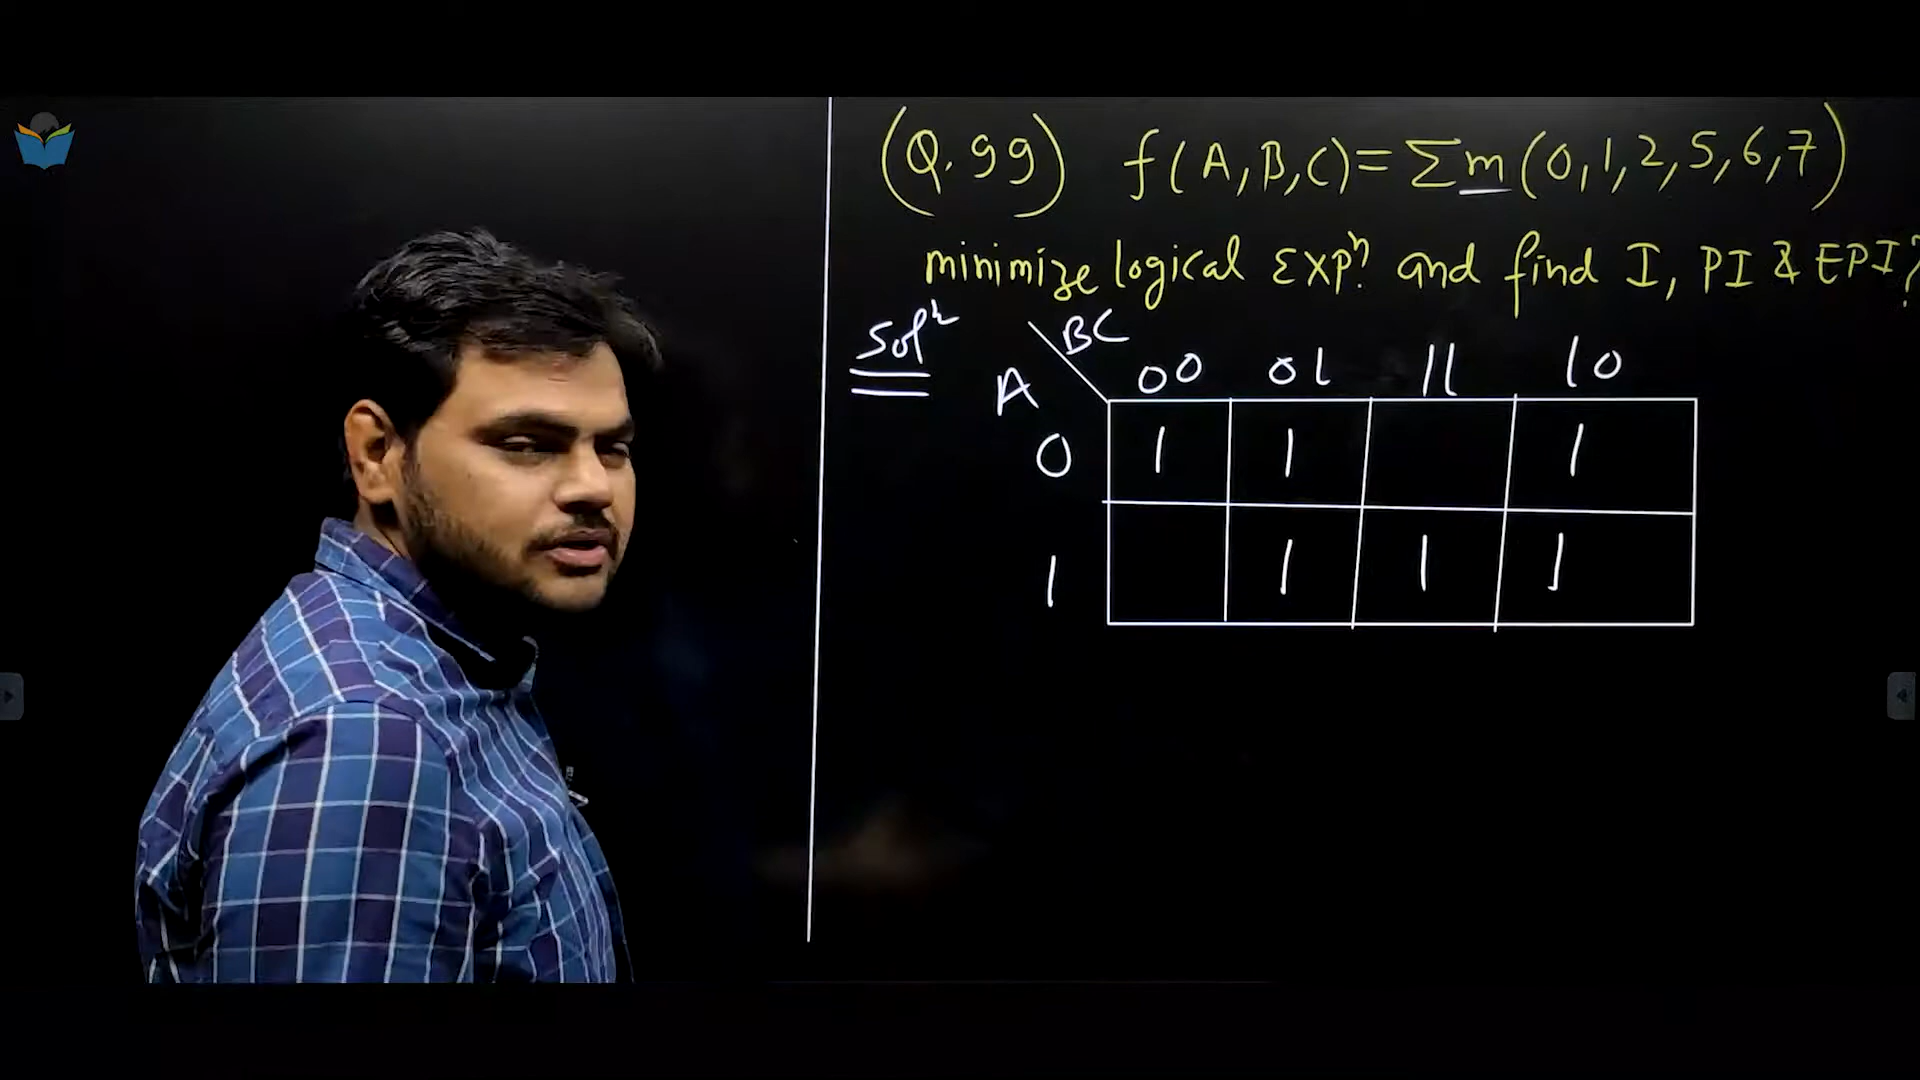 (Q.99) f(A,B,C)=Σm(0,1,2,5,6,7)
minimize logical Expⁿ. and find I, PI & EPI?
Solⁿ
BC
A 00 01 11 10
0 1 1 1
1 1 1 1